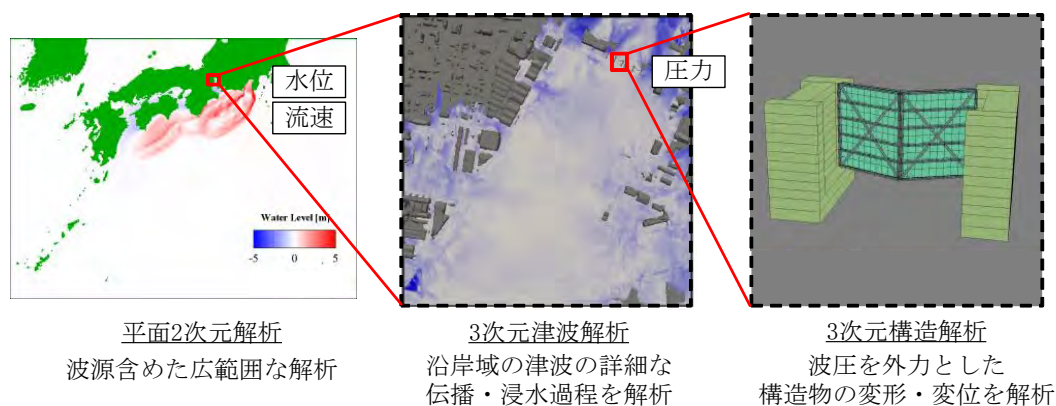 水位
流速
Water Level [m]
-5 0 5
圧力
平面2次元解析
波源含めた広範囲な解析
3次元津波解析
沿岸域の津波の詳細な
伝播・浸水過程を解析
3次元構造解析
波圧を外力とした
構造物の変形・変位を解析